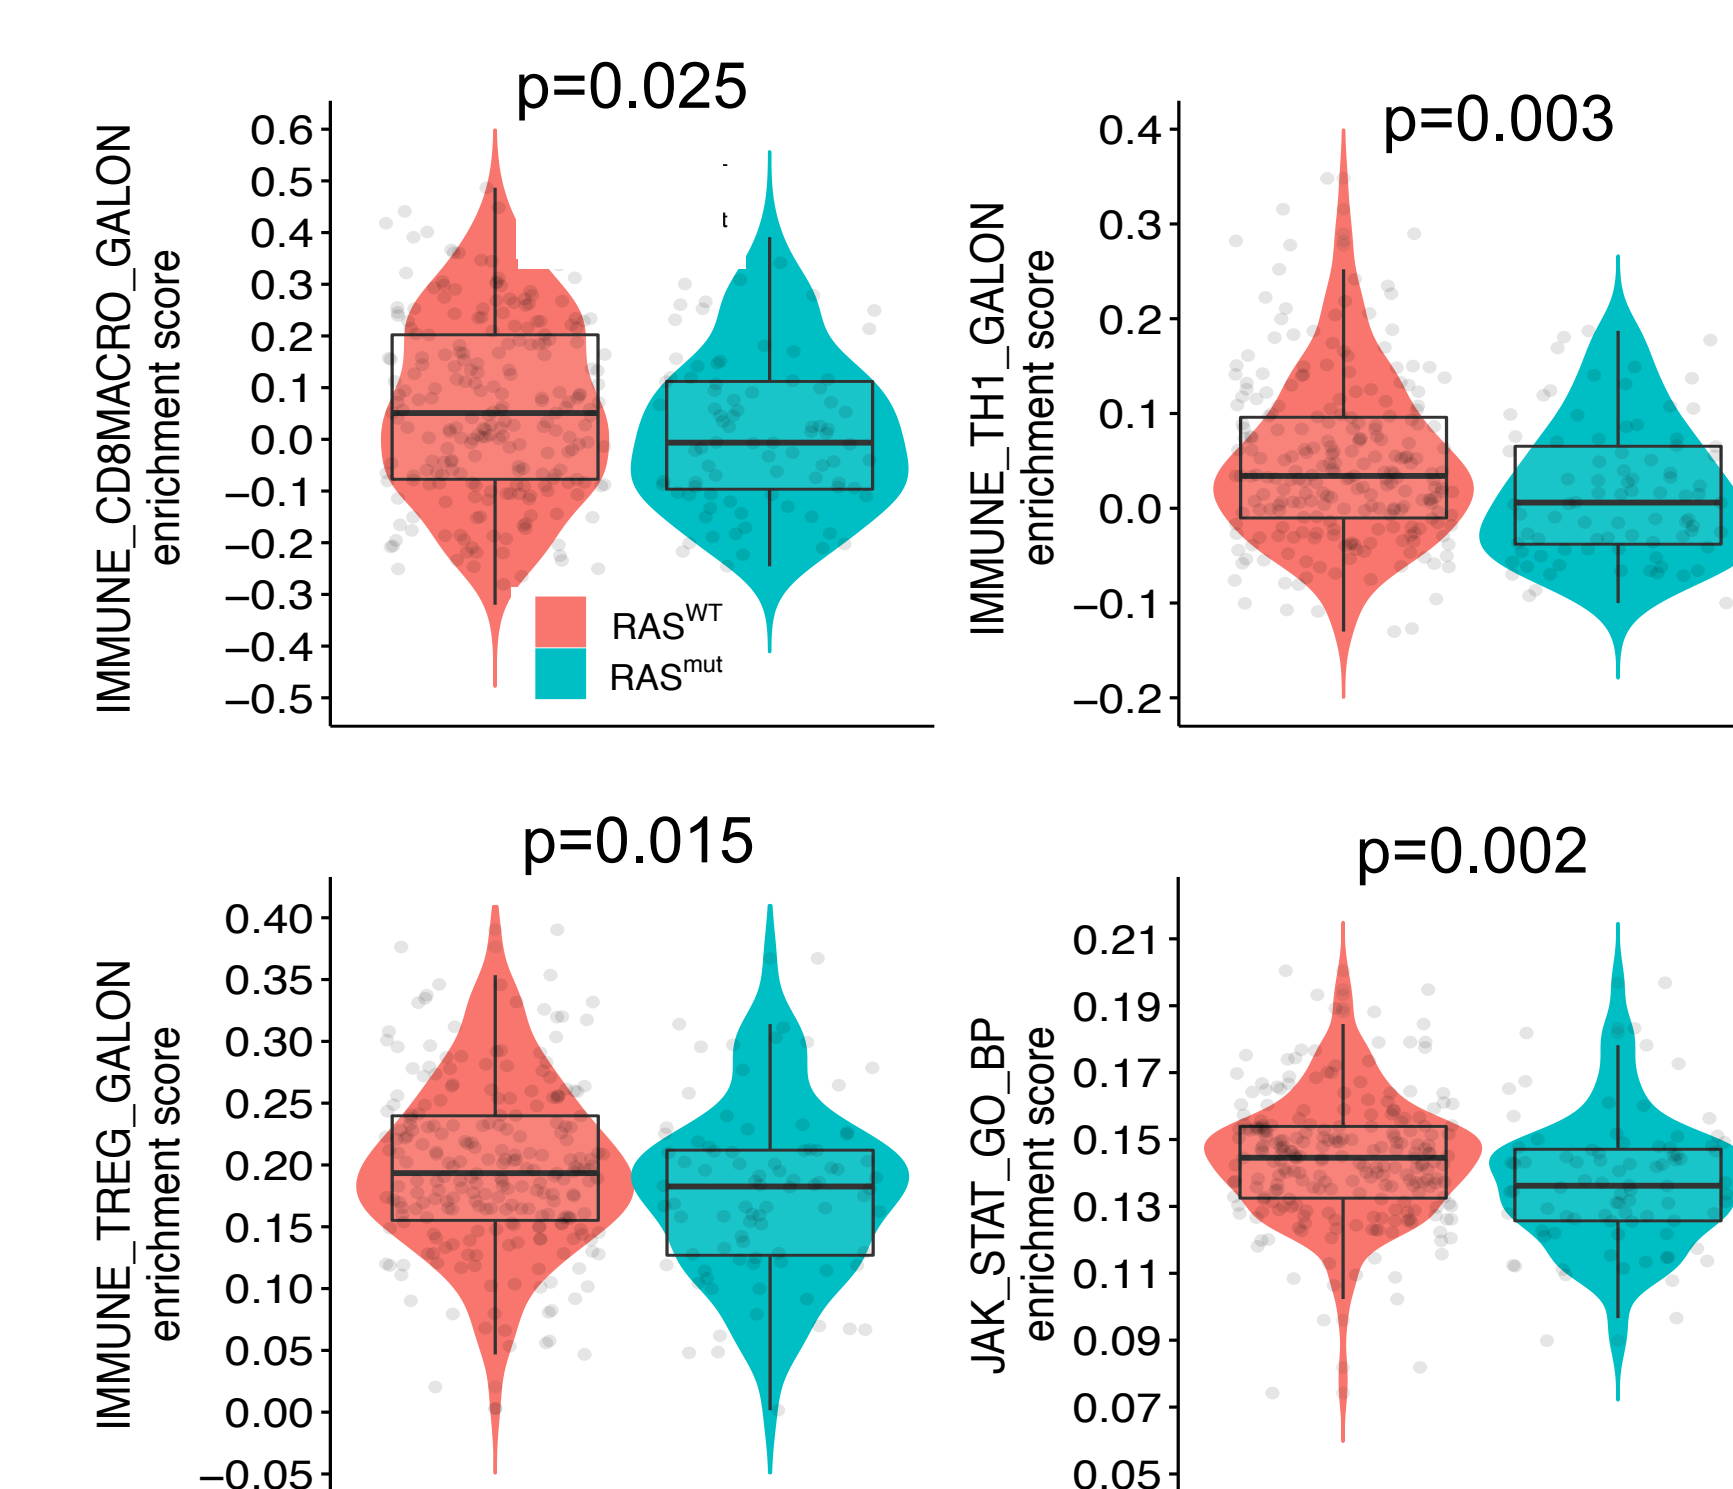 p=0.025
IMMUNE_CD8MACRO_GALON
enrichment score
0.6
0.5
0.4
0.3
0.2
0.1
0.0
−0.1
−0.2
−0.3
−0.4
−0.5
-
t
RAS^WT
RAS^mut
p=0.003
IMMUNE_TH1_GALON
enrichment score
0.4
0.3
0.2
0.1
0.0
−0.1
−0.2
p=0.015
IMMUNE_TREG_GALON
enrichment score
0.40
0.35
0.30
0.25
0.20
0.15
0.10
0.05
0.00
−0.05
p=0.002
JAK_STAT_GO_BP
enrichment score
0.21
0.19
0.17
0.15
0.13
0.11
0.09
0.07
0.05